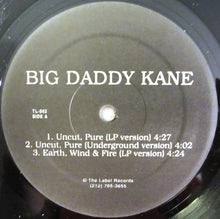 BIG DADDY KANE
TL-002
SIDE A
1. Uncut, Pure (LP version) 4:27
2. Uncut, Pure (Underground version) 4:02
3. Earth, Wind & Fire (LP version) 4:24
© The Label Records
(212) 765-3655